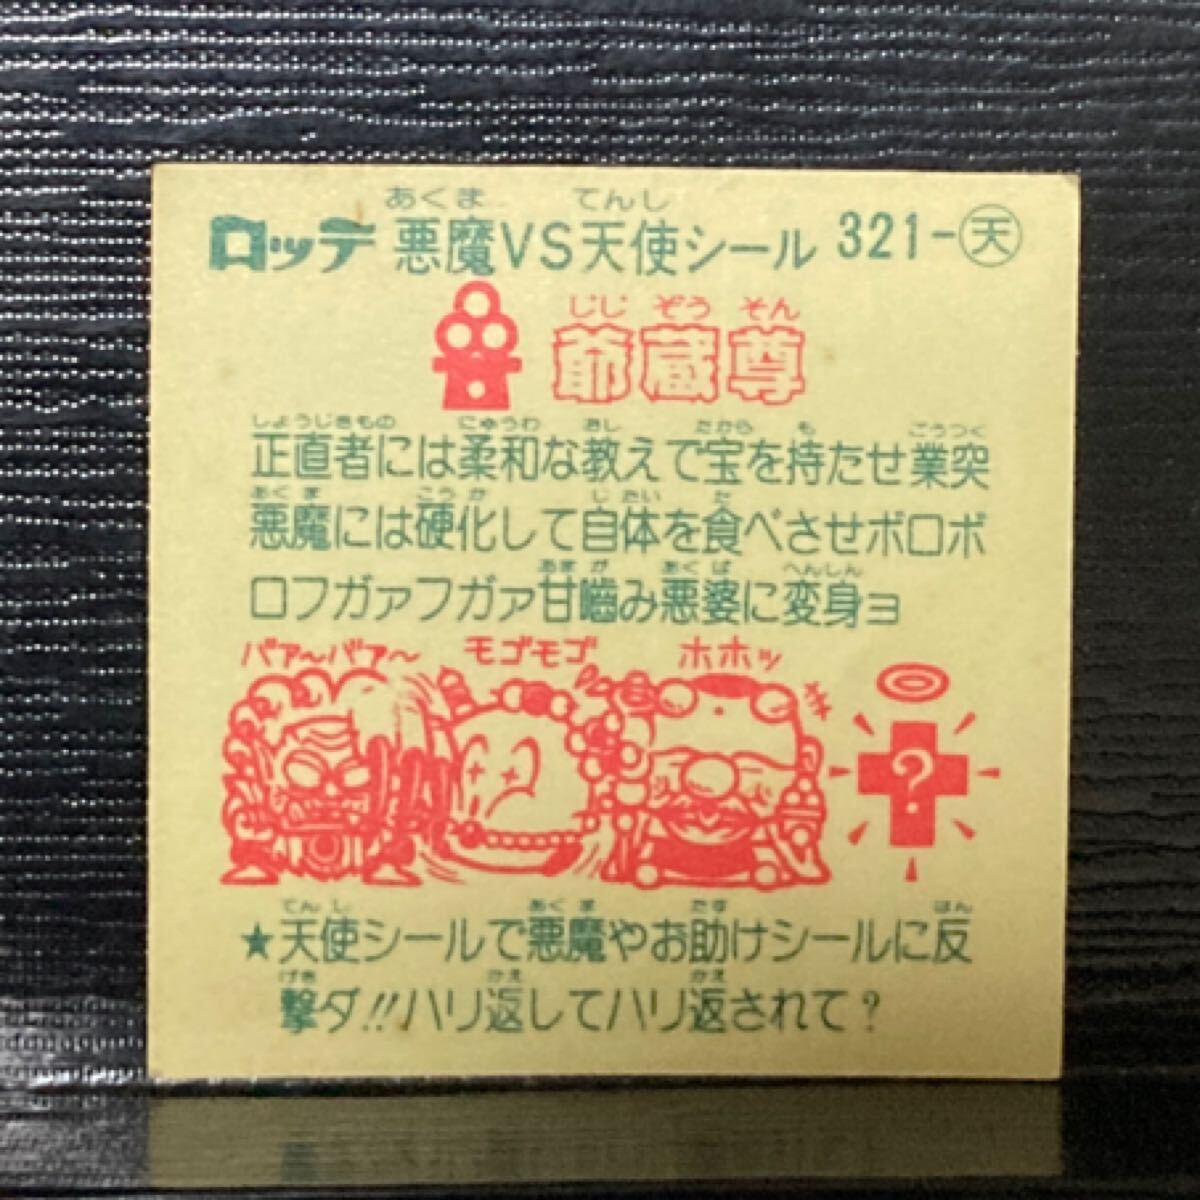 あくま てんし
ロッテ 悪魔VS天使シール 321-天
じじ ぞう そん
爺蔵尊
しょうじきもの にゅうわ おし たから も ごうつく
正直者には柔和な教えで宝を持たせ業突
あくま こうか じたい た
悪魔には硬化して自体を食べさせボロボ
あま が あくば へんしん
ロフガァフガァ甘嚙み悪婆に変身ョ
バァ〜バァ〜 モゴモゴ ホホッ
?
てんし あくま たす はん
★天使シールで悪魔やお助けシールに反
げき かえ かえ
撃ダ!!ハリ返してハリ返されて?